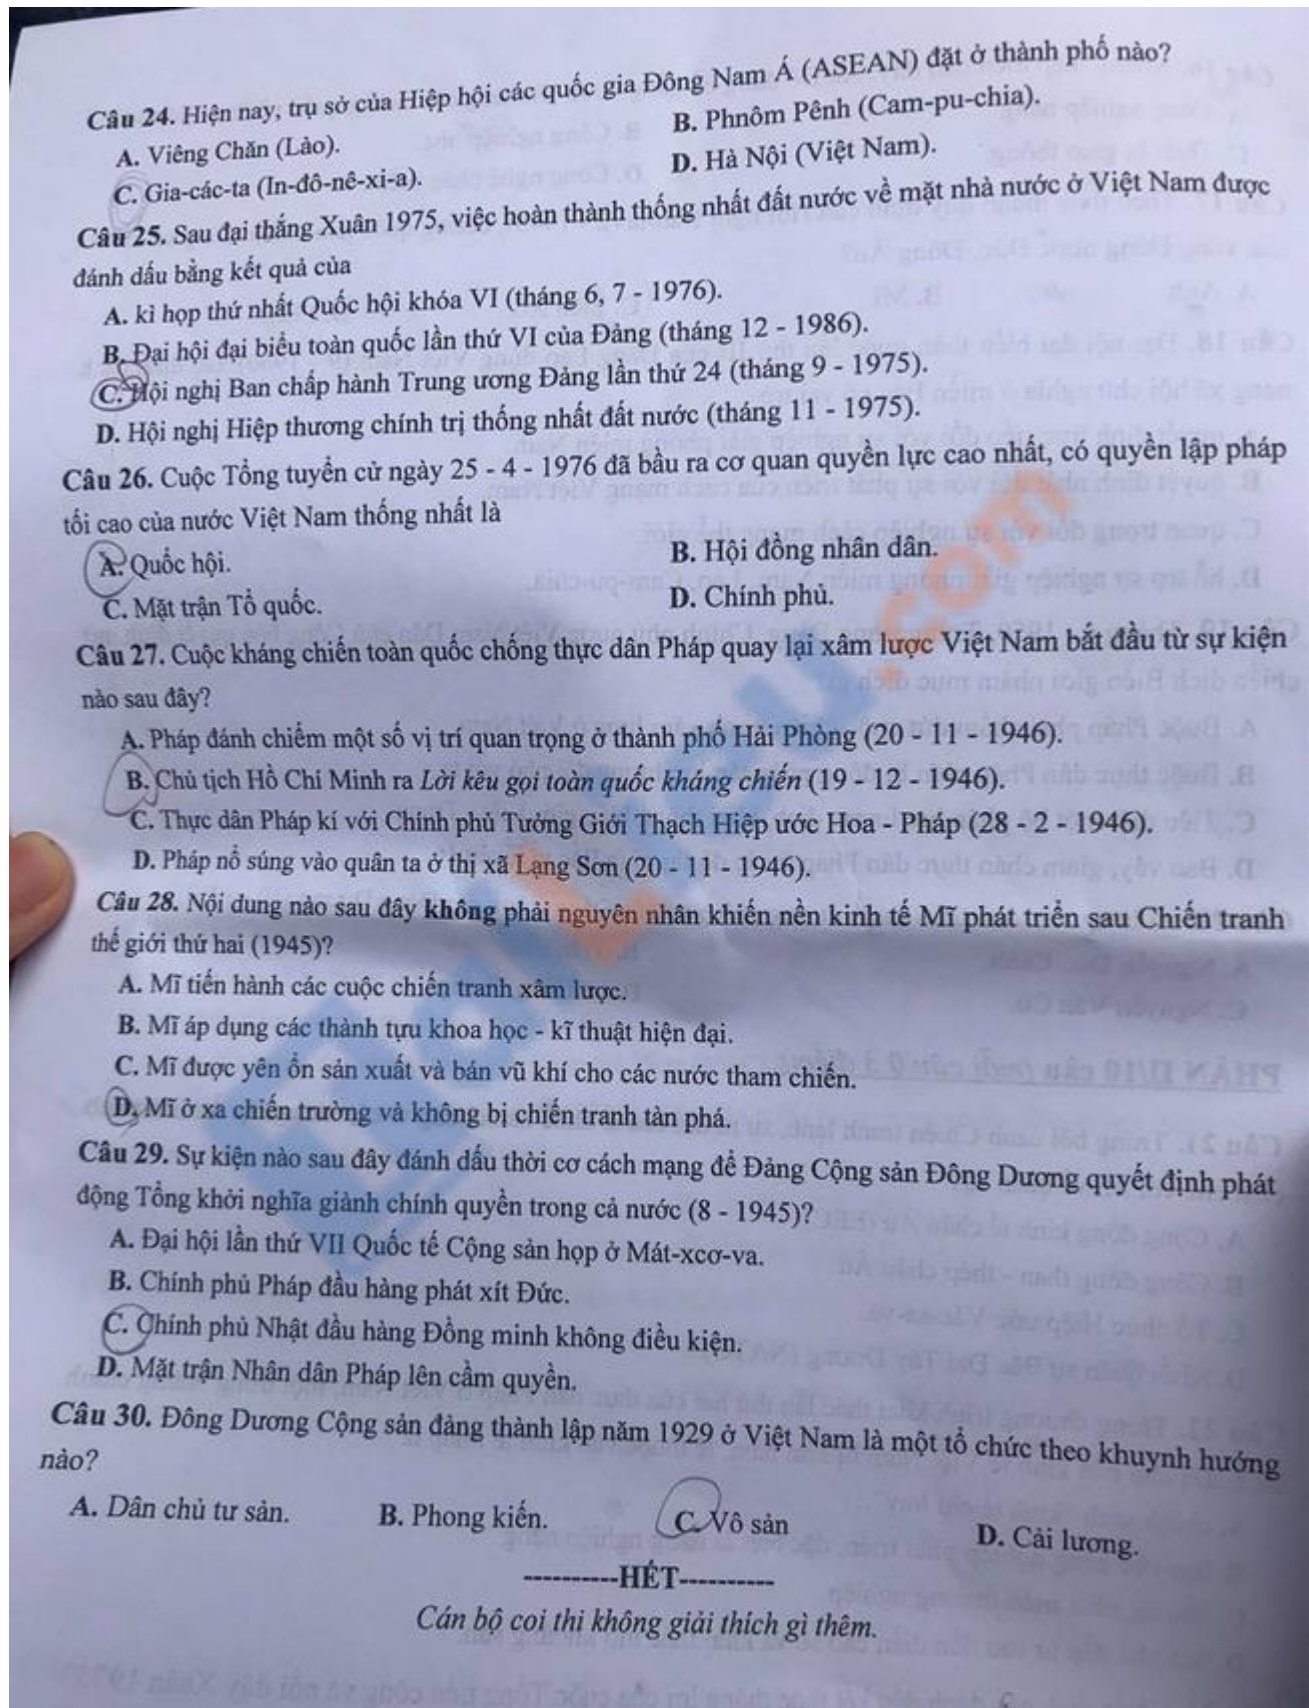 Câu 24. Hiện nay, trụ sở của Hiệp hội các quốc gia Đông Nam Á (ASEAN) đặt ở thành phố nào?
A. Viêng Chăn (Lào).
B. Phnôm Pênh (Cam-pu-chia).
C. Gia-các-ta (In-đô-nê-xi-a).
D. Hà Nội (Việt Nam).
Câu 25. Sau đại thắng Xuân 1975, việc hoàn thành thống nhất đất nước về mặt nhà nước ở Việt Nam được
đánh dấu bằng kết quả của
A. kì họp thứ nhất Quốc hội khóa VI (tháng 6, 7 - 1976).
B. Đại hội đại biểu toàn quốc lần thứ VI của Đảng (tháng 12 - 1986).
C. Hội nghị Ban chấp hành Trung ương Đảng lần thứ 24 (tháng 9 - 1975).
D. Hội nghị Hiệp thương chính trị thống nhất đất nước (tháng 11 - 1975).
Câu 26. Cuộc Tổng tuyển cử ngày 25 - 4 - 1976 đã bầu ra cơ quan quyền lực cao nhất, có quyền lập pháp
tối cao của nước Việt Nam thống nhất là
A. Quốc hội.
B. Hội đồng nhân dân.
C. Mặt trận Tổ quốc.
D. Chính phủ.
Câu 27. Cuộc kháng chiến toàn quốc chống thực dân Pháp quay lại xâm lược Việt Nam bắt đầu từ sự kiện
nào sau đây?
A. Pháp đánh chiếm một số vị trí quan trọng ở thành phố Hải Phòng (20 - 11 - 1946).
B. Chủ tịch Hồ Chí Minh ra Lời kêu gọi toàn quốc kháng chiến (19 - 12 - 1946).
C. Thực dân Pháp kí với Chính phủ Tưởng Giới Thạch Hiệp ước Hoa - Pháp (28 - 2 - 1946).
D. Pháp nổ súng vào quân ta ở thị xã Lạng Sơn (20 - 11 - 1946).
Câu 28. Nội dung nào sau đây không phải nguyên nhân khiến nền kinh tế Mĩ phát triển sau Chiến tranh
thế giới thứ hai (1945)?
A. Mĩ tiến hành các cuộc chiến tranh xâm lược.
B. Mĩ áp dụng các thành tựu khoa học - kĩ thuật hiện đại.
C. Mĩ được yên ổn sản xuất và bán vũ khí cho các nước tham chiến.
D. Mĩ ở xa chiến trường và không bị chiến tranh tàn phá.
Câu 29. Sự kiện nào sau đây đánh dấu thời cơ cách mạng để Đảng Cộng sản Đông Dương quyết định phát
động Tổng khởi nghĩa giành chính quyền trong cả nước (8 - 1945)?
A. Đại hội lần thứ VII Quốc tế Cộng sản họp ở Mát-xcơ-va.
B. Chính phủ Pháp đầu hàng phát xít Đức.
C. Chính phủ Nhật đầu hàng Đồng minh không điều kiện.
D. Mặt trận Nhân dân Pháp lên cầm quyền.
Câu 30. Đông Dương Cộng sản đảng thành lập năm 1929 ở Việt Nam là một tổ chức theo khuynh hướng
nào?
A. Dân chủ tư sản.
B. Phong kiến.
C. Vô sản
D. Cải lương.
----------HẾT----------
Cán bộ coi thi không giải thích gì thêm.